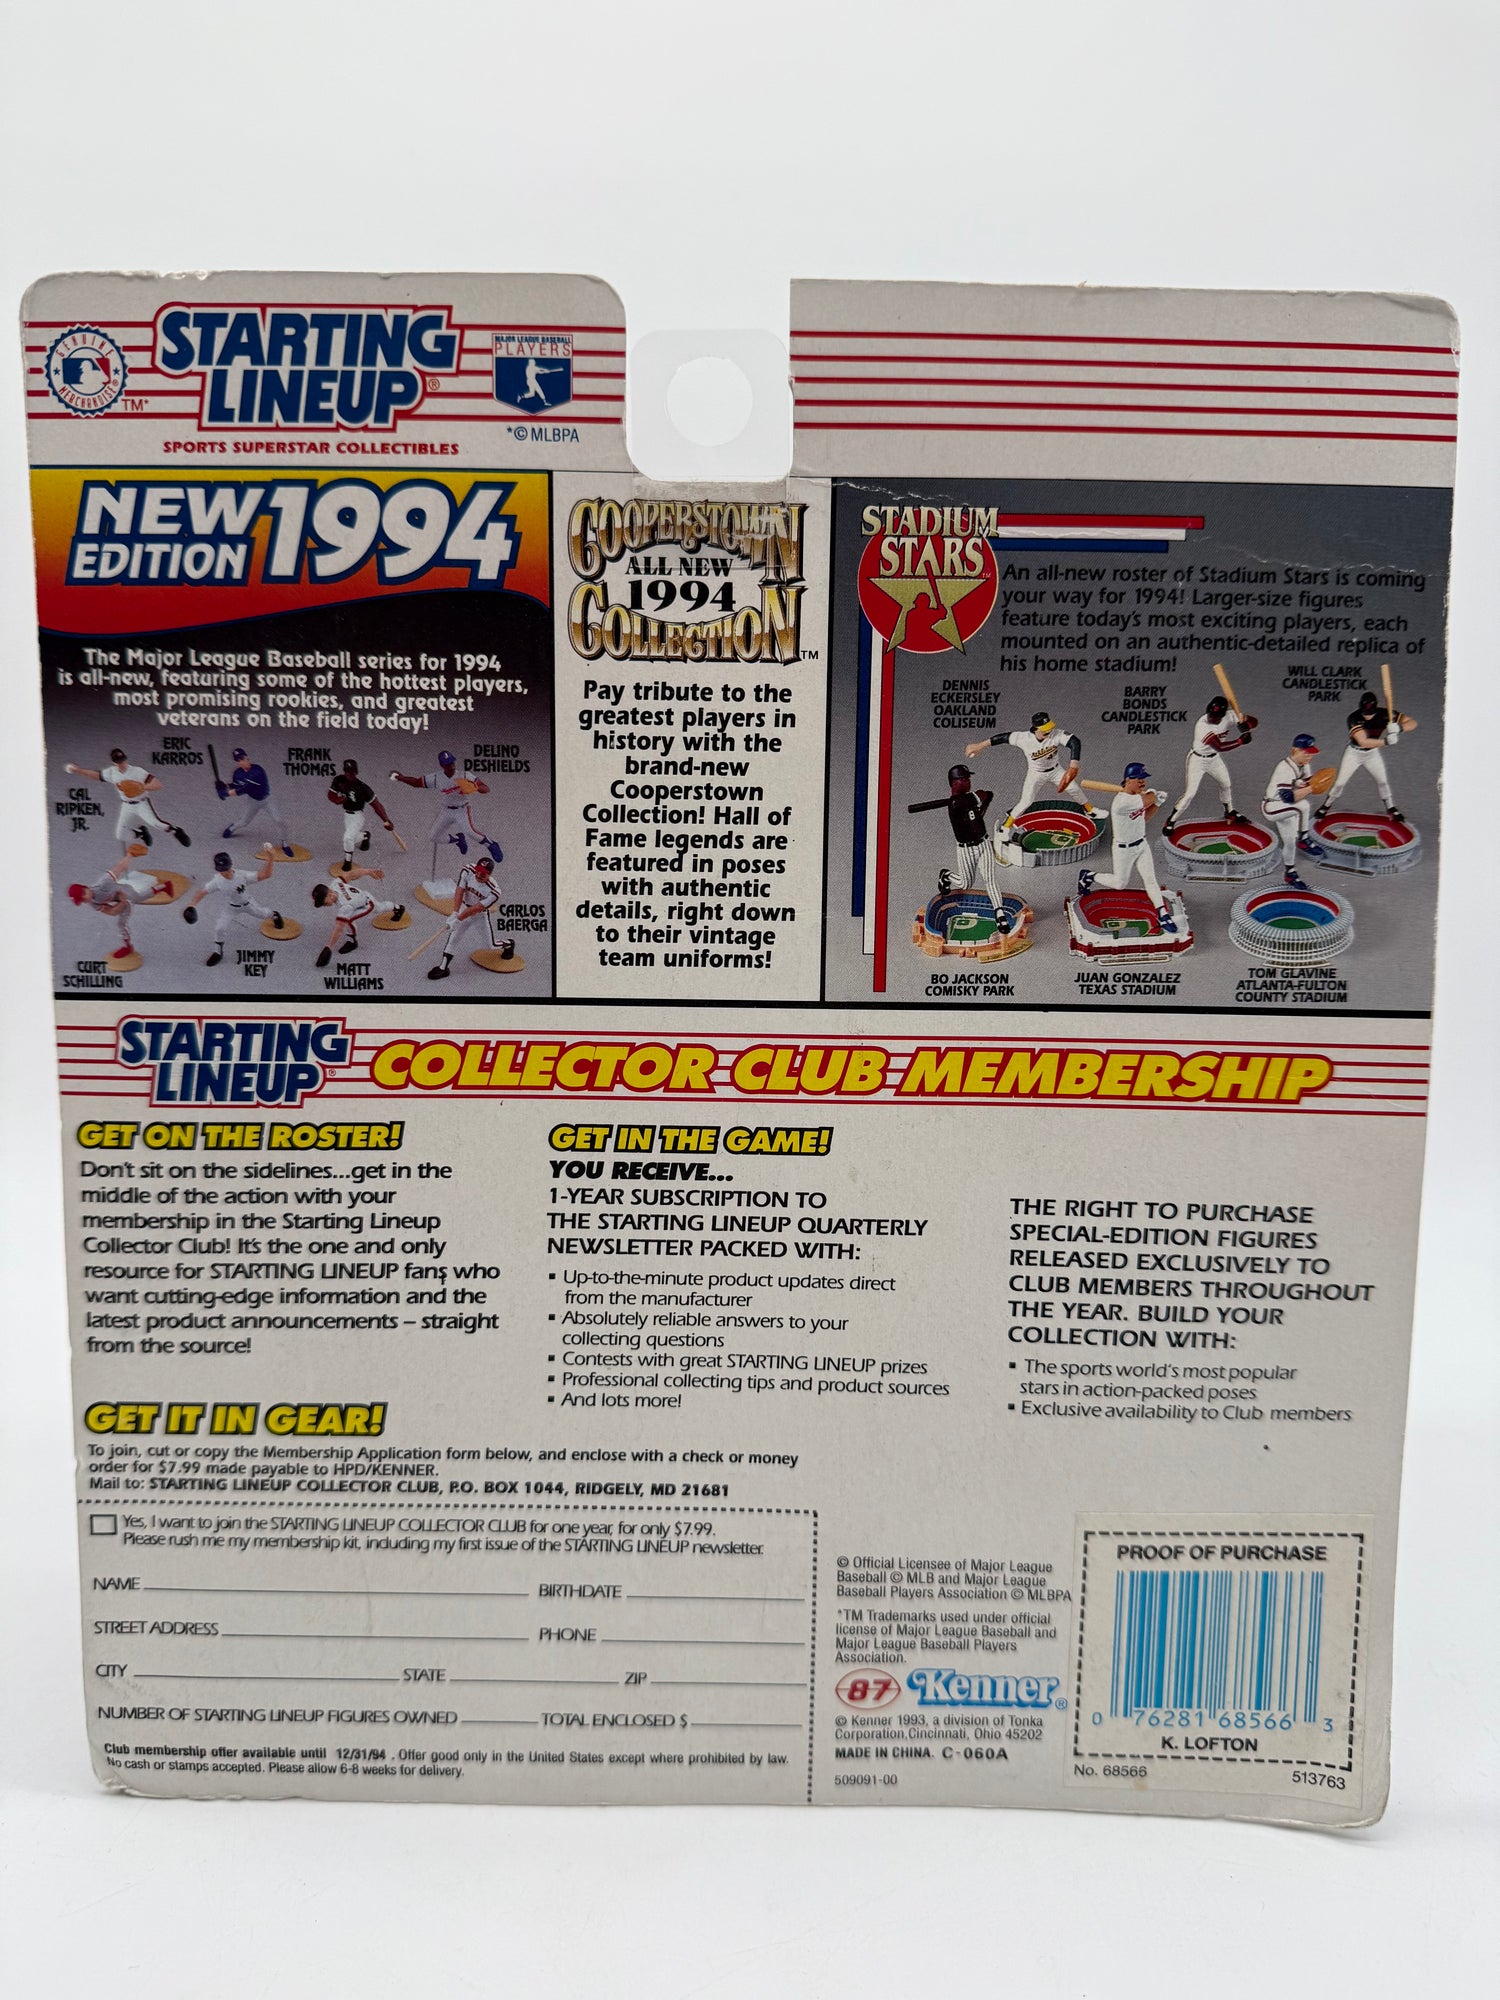 GENUINE
MERCHANDISE®
TM*
STARTING
LINEUP®
SPORTS SUPERSTAR COLLECTIBLES
MAJOR LEAGUE BASEBALL
PLAYERS
*© MLBPA
NEW
EDITION
1994
The Major League Baseball series for 1994
is all-new, featuring some of the hottest players,
most promising rookies, and greatest
veterans on the field today!
CAL
RIPKEN,
JR.
ERIC
KARROS
FRANK
THOMAS
DELINO
DESHIELDS
CURT
SCHILLING
JIMMY
KEY
MATT
WILLIAMS
CARLOS
BAERGA
COOPERSTOWN
ALL NEW
1994
COLLECTION™
Pay tribute to the
greatest players in
history with the
brand-new
Cooperstown
Collection! Hall of
Fame legends are
featured in poses
with authentic
details, right down
to their vintage
team uniforms!
STADIUM
STARS™
An all-new roster of Stadium Stars is coming
your way for 1994! Larger-size figures
feature today's most exciting players, each
mounted on an authentic-detailed replica of
his home stadium!
DENNIS
ECKERSLEY
OAKLAND
COLISEUM
BARRY
BONDS
CANDLESTICK
PARK
WILL CLARK
CANDLESTICK
PARK
8
BO JACKSON
COMISKY PARK
JUAN GONZALEZ
TEXAS STADIUM
TOM GLAVINE
ATLANTA-FULTON
COUNTY STADIUM
STARTING
LINEUP®
COLLECTOR CLUB MEMBERSHIP
GET ON THE ROSTER!
Don't sit on the sidelines...get in the
middle of the action with your
membership in the Starting Lineup
Collector Club! It's the one and only
resource for STARTING LINEUP fans who
want cutting-edge information and the
latest product announcements – straight
from the source!
GET IN THE GAME!
YOU RECEIVE...
1-YEAR SUBSCRIPTION TO
THE STARTING LINEUP QUARTERLY
NEWSLETTER PACKED WITH:
▪ Up-to-the-minute product updates direct
from the manufacturer
▪ Absolutely reliable answers to your
collecting questions
▪ Contests with great STARTING LINEUP prizes
▪ Professional collecting tips and product sources
▪ And lots more!
THE RIGHT TO PURCHASE
SPECIAL-EDITION FIGURES
RELEASED EXCLUSIVELY TO
CLUB MEMBERS THROUGHOUT
THE YEAR. BUILD YOUR
COLLECTION WITH:
▪ The sports world's most popular
stars in action-packed poses
▪ Exclusive availability to Club members
GET IT IN GEAR!
To join, cut or copy the Membership Application form below, and enclose with a check or money
order for $7.99 made payable to HPD/KENNER.
Mail to: STARTING LINEUP COLLECTOR CLUB, P.O. BOX 1044, RIDGELY, MD 21681
Yes, I want to join the STARTING LINEUP COLLECTOR CLUB for one year, for only $7.99.
Please rush me my membership kit, including my first issue of the STARTING LINEUP newsletter.
NAME BIRTHDATE
STREET ADDRESS PHONE
CITY STATE ZIP
NUMBER OF STARTING LINEUP FIGURES OWNED TOTAL ENCLOSED $
Club membership offer available until 12/31/94. Offer good only in the United States except where prohibited by law.
No cash or stamps accepted. Please allow 6-8 weeks for delivery.
© Official Licensee of Major League
Baseball © MLB and Major League
Baseball Players Association © MLBPA
*TM Trademarks used under official
license of Major League Baseball and
Major League Baseball Players
Association.
87 Kenner®
© Kenner 1993, a division of Tonka
Corporation, Cincinnati, Ohio 45202
MADE IN CHINA. C-060A
509091-00
PROOF OF PURCHASE
0 76281 68566 3
K. LOFTON
No. 68566
513763